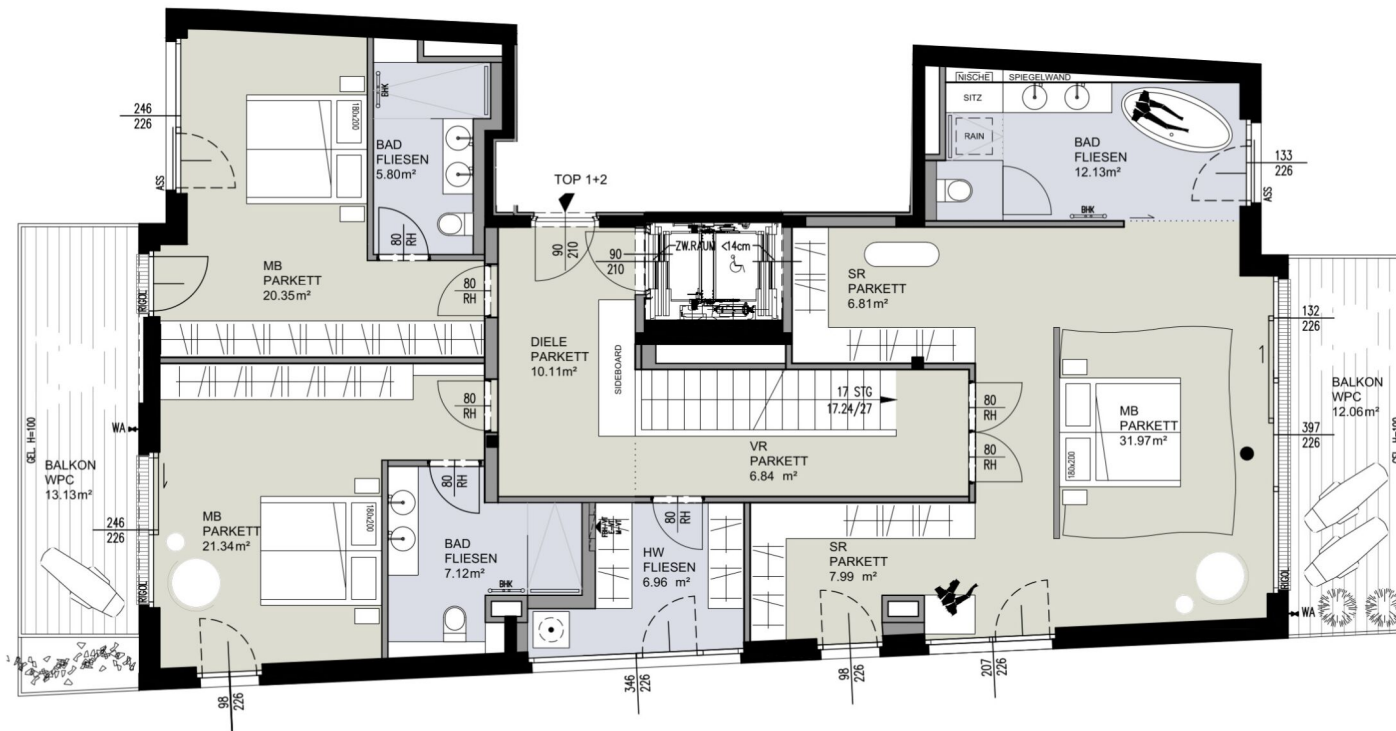 246
226
ASS
180x200
BHK
BAD
FLIESEN
5.80m²
80
RH
MB
PARKETT
20.35m²
80
RH
RIGOL
TOP 1+2
90
210
90
210
ZW.RAUM <14cm
DIELE
PARKETT
10.11m²
SIDEBOARD
17 STG
17.24/27
VR
PARKETT
6.84 m²
NISCHE
SPIEGELWAND
SITZ
RAIN
BAD
FLIESEN
12.13m²
BHK
133
226
ASS
SR
PARKETT
6.81m²
132
226
MB
PARKETT
31.97m²
180x200
397
226
BALKON
WPC
12.06m²
GEL. H=100
RIGOL
WA
80
RH
80
RH
GEL. H=100
WA
BALKON
WPC
13.13m²
246
226
RIGOL
80
RH
MB
PARKETT
21.34m²
180x200
80
RH
BAD
FLIESEN
7.12m²
BHK
80
RH
HW
FLIESEN
6.96 m²
SR
PARKETT
7.99 m²
98
226
346
226
98
226
207
226